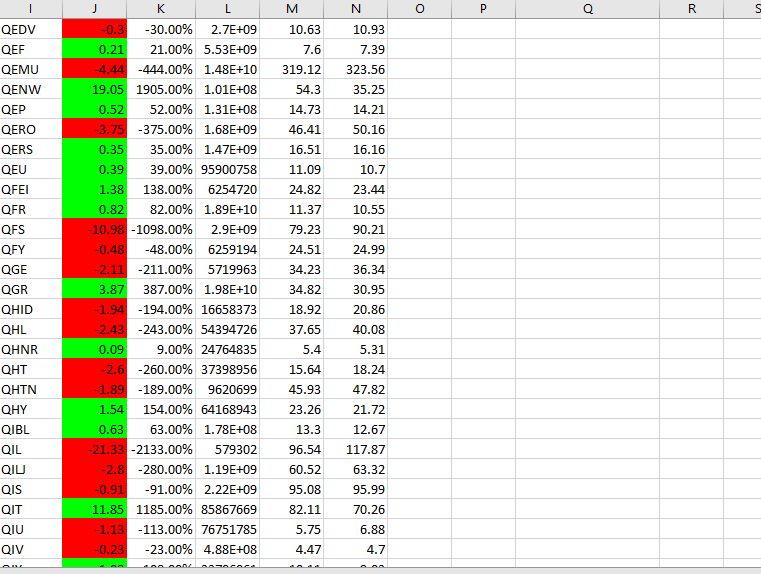 I J K L M N O P Q R S
QEDV -0.3 -30.00% 2.7E+09 10.63 10.93
QEF 0.21 21.00% 5.53E+09 7.6 7.39
QEMU -4.44 -444.00% 1.48E+10 319.12 323.56
QENW 19.05 1905.00% 1.01E+08 54.3 35.25
QEP 0.52 52.00% 1.31E+08 14.73 14.21
QERO -3.75 -375.00% 1.68E+09 46.41 50.16
QERS 0.35 35.00% 1.47E+09 16.51 16.16
QEU 0.39 39.00% 95900758 11.09 10.7
QFEI 1.38 138.00% 6254720 24.82 23.44
QFR 0.82 82.00% 1.89E+10 11.37 10.55
QFS -10.98 -1098.00% 2.9E+09 79.23 90.21
QFY -0.48 -48.00% 6259194 24.51 24.99
QGE -2.11 -211.00% 5719963 34.23 36.34
QGR 3.87 387.00% 1.98E+10 34.82 30.95
QHID -1.94 -194.00% 16658373 18.92 20.86
QHL -2.43 -243.00% 54394726 37.65 40.08
QHNR 0.09 9.00% 24764835 5.4 5.31
QHT -2.6 -260.00% 37398956 15.64 18.24
QHTN -1.89 -189.00% 9620699 45.93 47.82
QHY 1.54 154.00% 64168943 23.26 21.72
QIBL 0.63 63.00% 1.78E+08 13.3 12.67
QIL -21.33 -2133.00% 579302 96.54 117.87
QILJ -2.8 -280.00% 1.19E+09 60.52 63.32
QIS -0.91 -91.00% 2.22E+09 95.08 95.99
QIT 11.85 1185.00% 85867669 82.11 70.26
QIU -1.13 -113.00% 76751785 5.75 6.88
QIV -0.23 -23.00% 4.88E+08 4.47 4.7